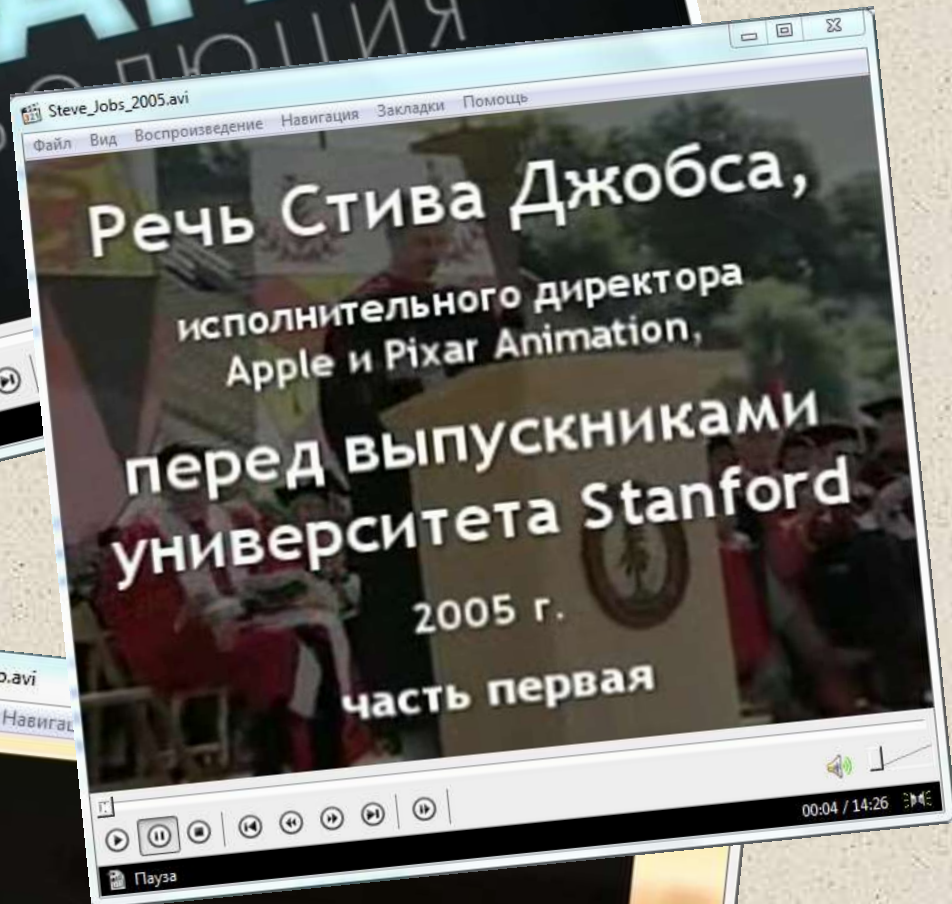 ЛЮЦИЯ
Steve_Jobs_2005.avi
Файл Вид Воспроизведение Навигация Закладки Помощь
Речь Стива Джобса,
исполнительного директора
Apple и Pixar Animation,
перед выпускниками
университета Stanford
2005 г.
часть первая
.avi
00:04 / 14:26
Пауза